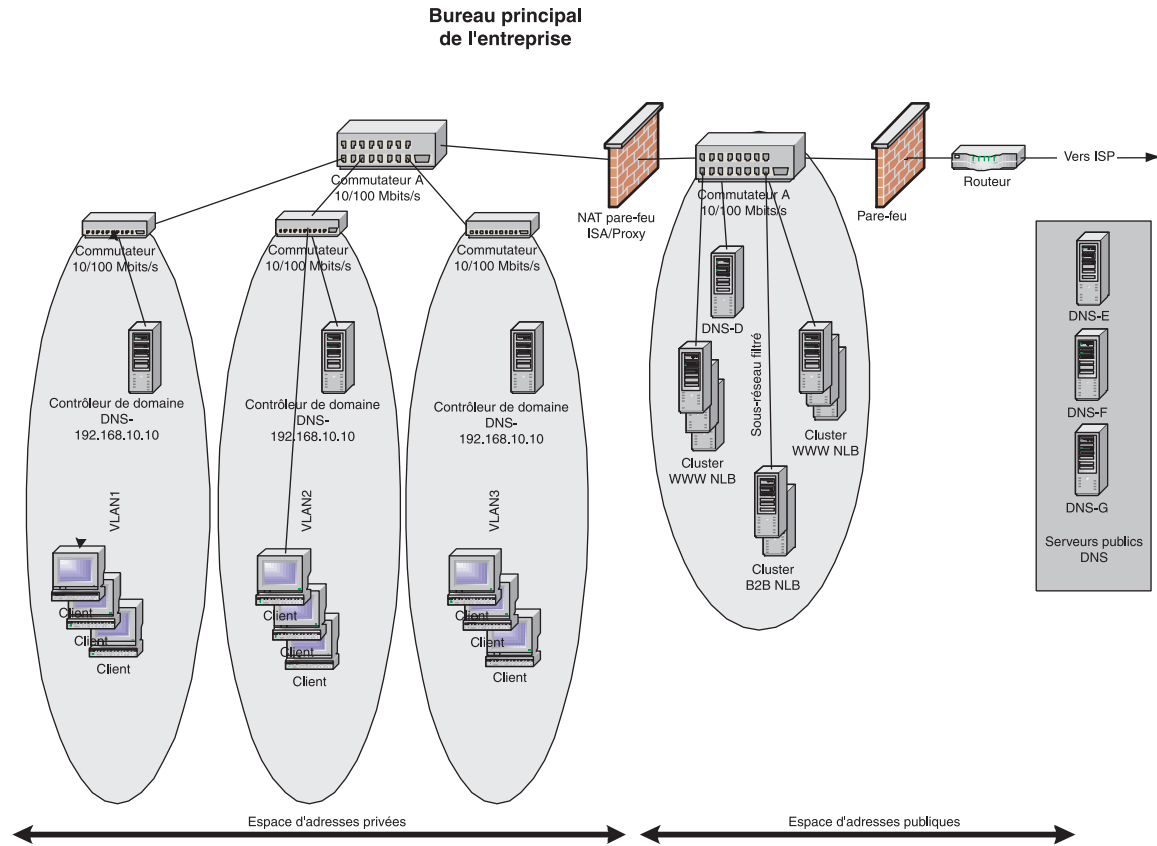 Bureau principal
de l'entreprise
Commutateur A
10/100 Mbits/s
NAT pare-feu
ISA/Proxy
Commutateur A
10/100 Mbits/s
Pare-feu
Routeur
Vers ISP
Commutateur
10/100 Mbits/s
Commutateur
10/100 Mbits/s
Commutateur
10/100 Mbits/s
Contrôleur de domaine
DNS-
192.168.10.10
Contrôleur de domaine
DNS-
192.168.10.10
Contrôleur de domaine
DNS-
192.168.10.10
VLAN1
VLAN2
VLAN3
Client
Client
Client
Client
Client
Client
Client
Client
Client
DNS-D
Sous-réseau filtré
Cluster
WWW NLB
Cluster
WWW NLB
Cluster
B2B NLB
DNS-E
DNS-F
DNS-G
Serveurs publics
DNS
Espace d'adresses privées
Espace d'adresses publiques